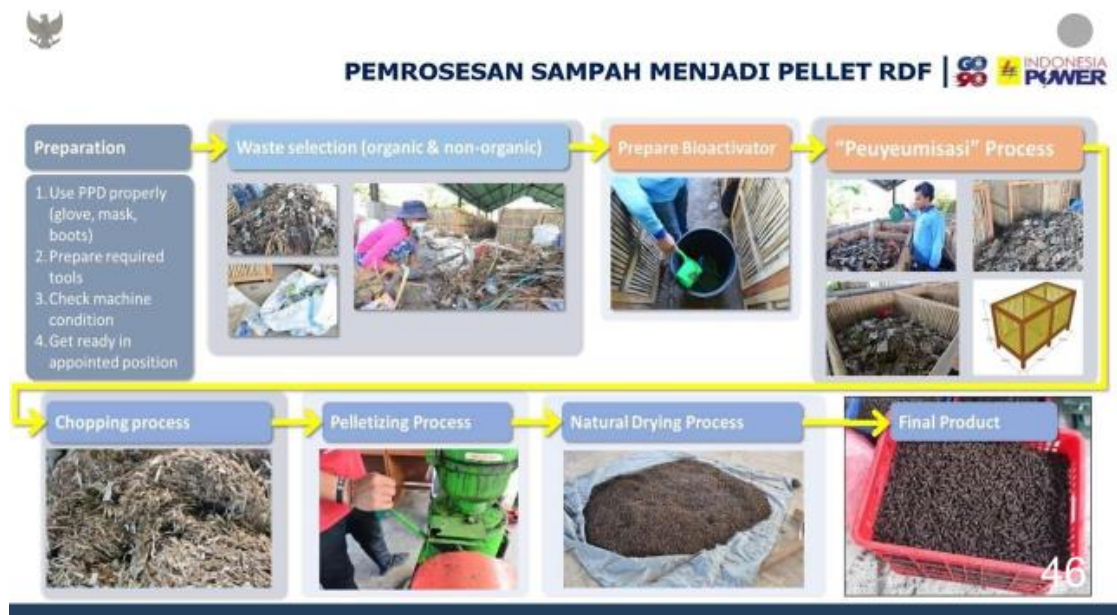 PEMROSESAN SAMPAH MENJADI PELLET RDF
GO
90
INDONESIA
POWER
Preparation
Waste selection (organic & non-organic)
Prepare Bioactivator
"Peuyeumisasi" Process
1. Use PPD properly
(glove, mask,
boots)
2. Prepare required
tools
3. Check machine
condition
4. Get ready in
appointed position
Chopping process
Pelletizing Process
Natural Drying Process
Final Product
46